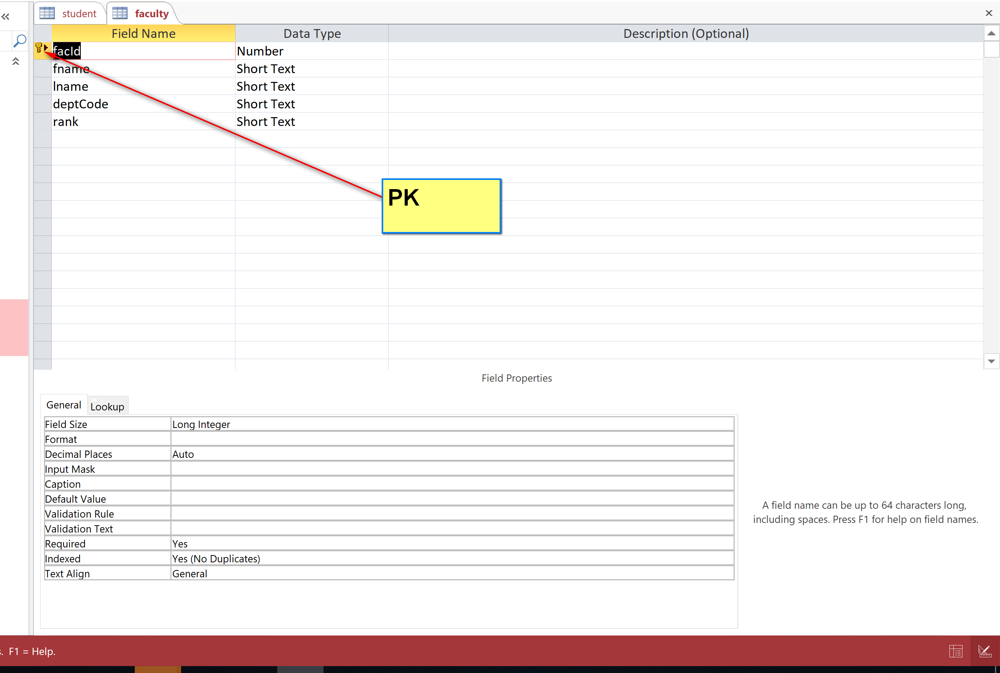 student faculty
Field Name Data Type Description (Optional)
facId Number
fname Short Text
lname Short Text
deptCode Short Text
rank Short Text
PK
Field Properties
General Lookup
Field Size Long Integer
Format
Decimal Places Auto
Input Mask
Caption
Default Value
Validation Rule
Validation Text
Required Yes
Indexed Yes (No Duplicates)
Text Align General
A field name can be up to 64 characters long,
including spaces. Press F1 for help on field names.
s. F1 = Help.